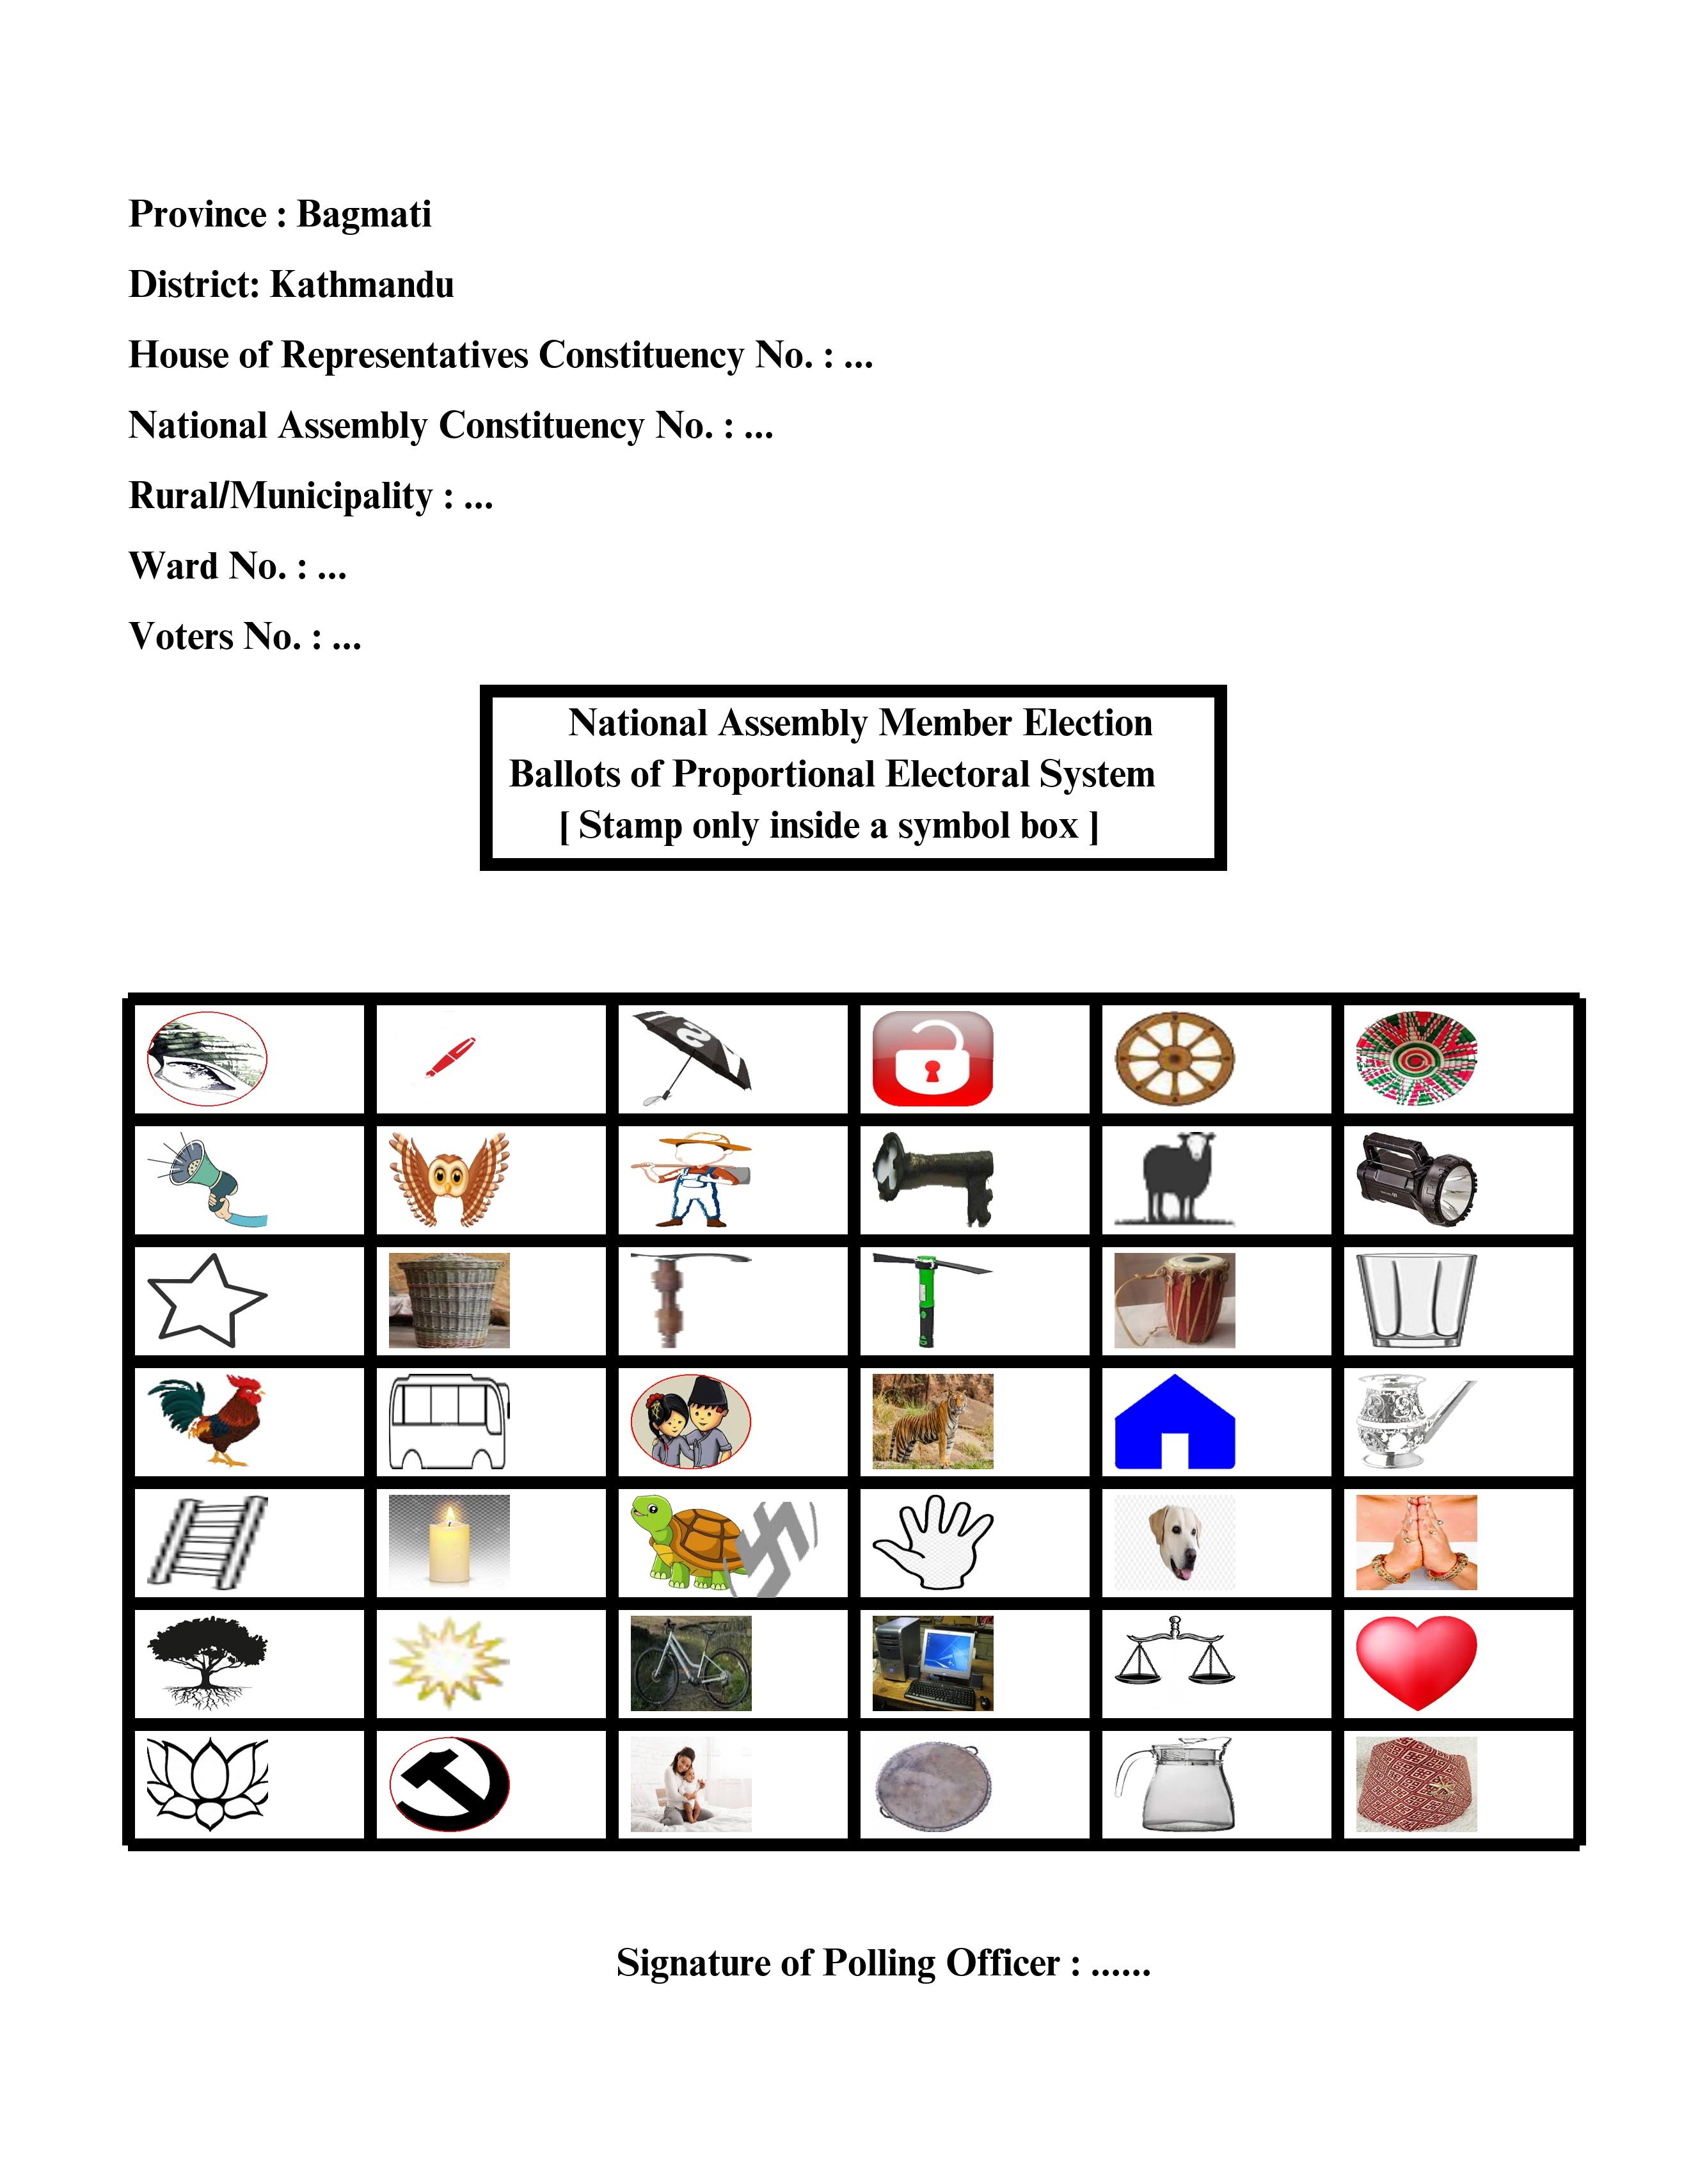 Province : Bagmati
District: Kathmandu
House of Representatives Constituency No. : ...
National Assembly Constituency No. : ...
Rural/Municipality : ...
Ward No. : ...
Voters No. : ...
National Assembly Member Election
Ballots of Proportional Electoral System
[ Stamp only inside a symbol box ]
Signature of Polling Officer : ......